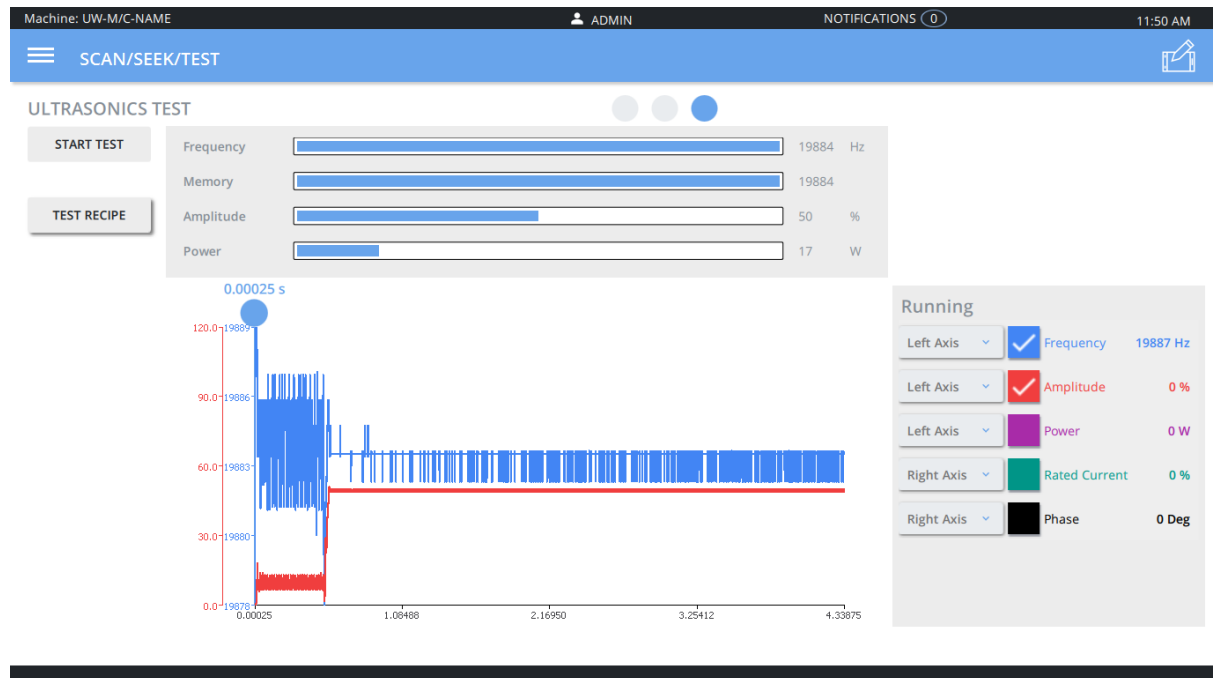 Machine: UW-M/C-NAME ADMIN NOTIFICATIONS 0 11:50 AM
SCAN/SEEK/TEST
ULTRASONICS TEST
START TEST
Frequency 19884 Hz
Memory 19884
TEST RECIPE
Amplitude 50 %
Power 17 W
0.00025 s
120.0 19889
90.0 19886
60.0 19883
30.0 19880
0.0 19878
0.00025 1.08488 2.16950 3.25412 4.33875
Running
Left Axis Frequency 19887 Hz
Left Axis Amplitude 0 %
Left Axis Power 0 W
Right Axis Rated Current 0 %
Right Axis Phase 0 Deg